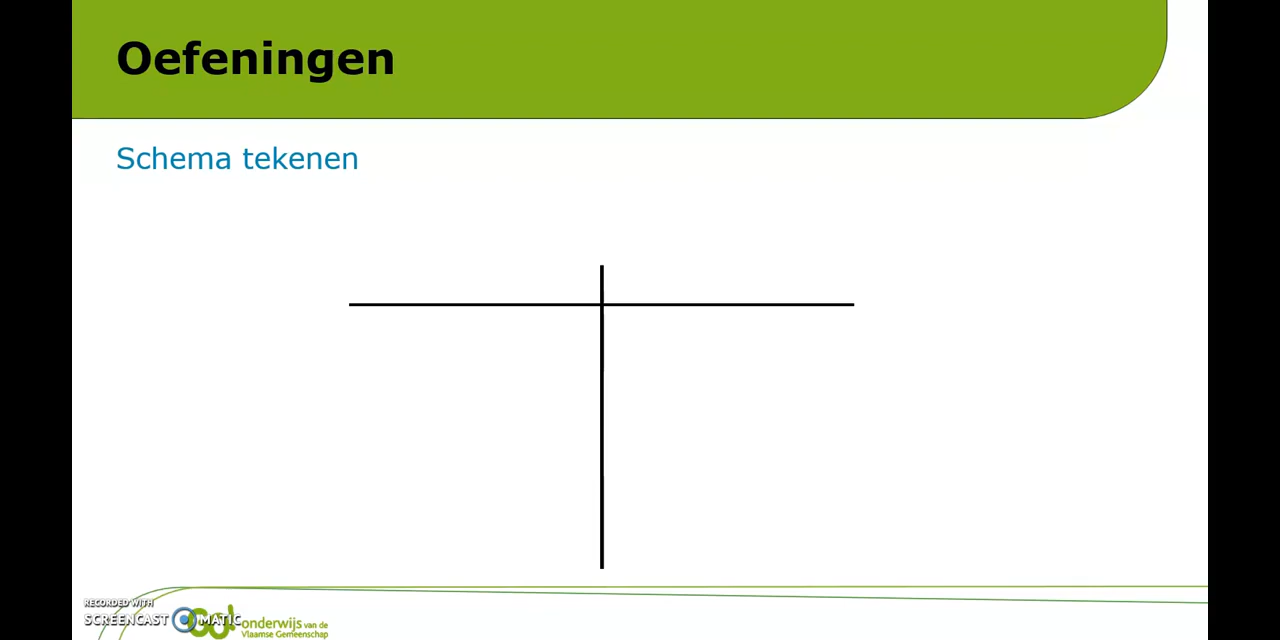 Oefeningen
Schema tekenen
RECORDED WITH
SCREENCAST MATIC
onderwijs van de
Vlaamse Gemeenschap